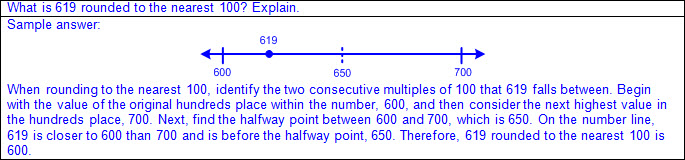 What is 619 rounded to the nearest 100? Explain.
Sample answer:
619
600 650 700
When rounding to the nearest 100, identify the two consecutive multiples of 100 that 619 falls between. Begin
with the value of the original hundreds place within the number, 600, and then consider the next highest value in
the hundreds place, 700. Next, find the halfway point between 600 and 700, which is 650. On the number line,
619 is closer to 600 than 700 and is before the halfway point, 650. Therefore, 619 rounded to the nearest 100 is
600.